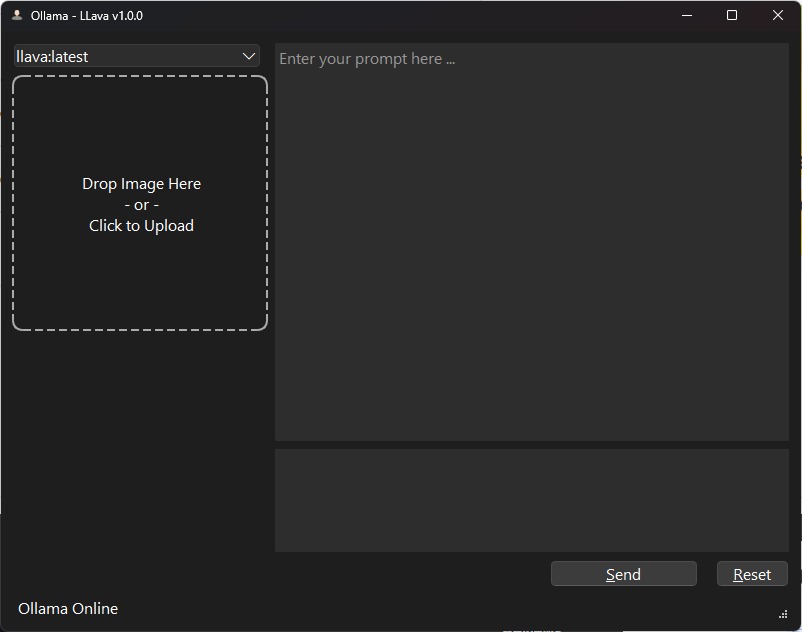 Ollama - LLava v1.0.0
llava:latest
Enter your prompt here ...
Drop Image Here
- or -
Click to Upload
Send
Reset
Ollama Online